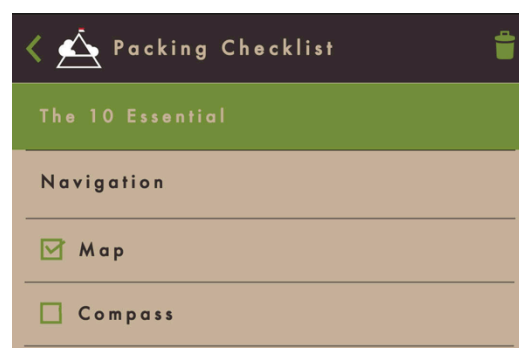 Packing Checklist
The 10 Essential
Navigation
Map
Compass